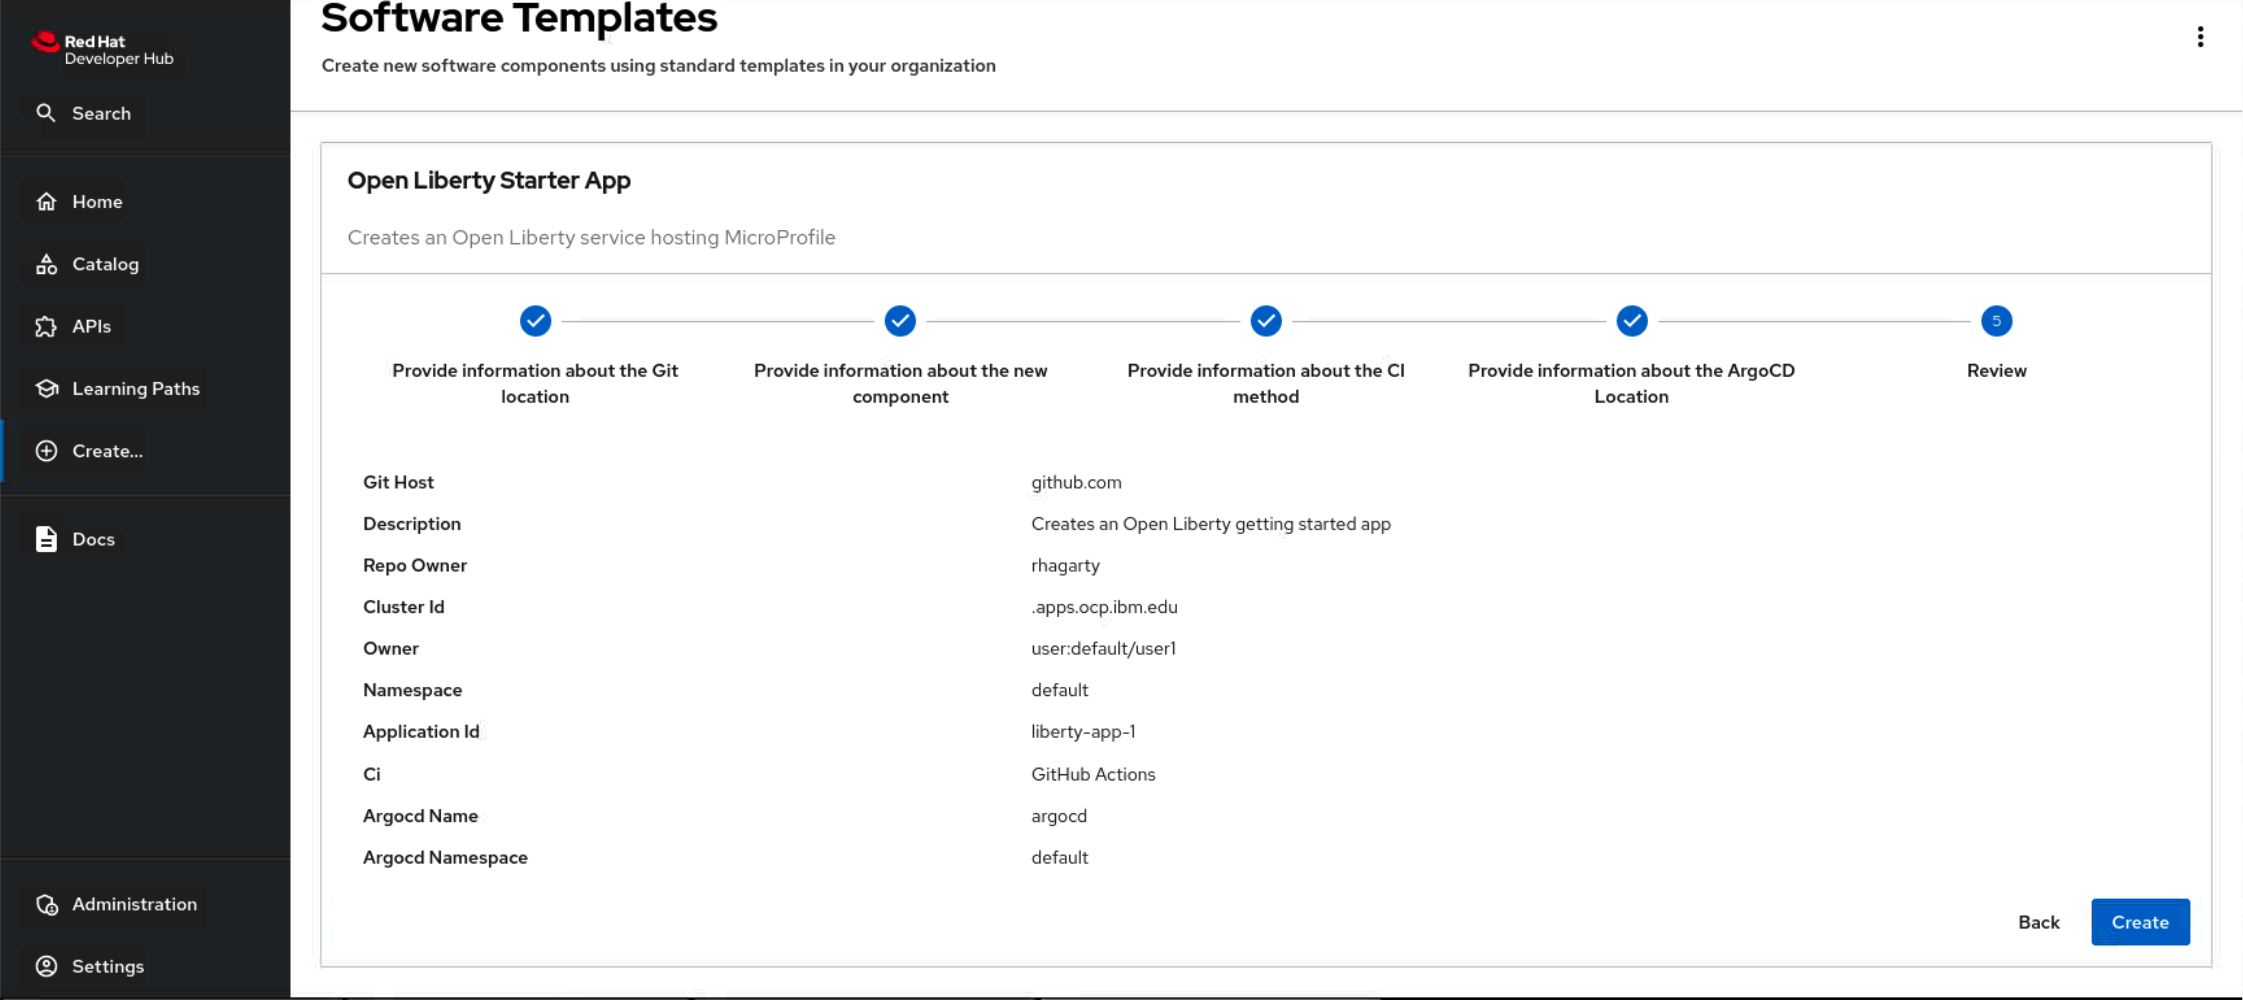 Red Hat
Developer Hub
Search
Home
Catalog
APIs
Learning Paths
Create...
Docs
Administration
Settings
Software Templates
Create new software components using standard templates in your organization
Open Liberty Starter App
Creates an Open Liberty service hosting MicroProfile
Provide information about the Git
location
Provide information about the new
component
Provide information about the CI
method
Provide information about the ArgoCD
Location
5
Review
Git Host github.com
Description Creates an Open Liberty getting started app
Repo Owner rhagarty
Cluster Id .apps.ocp.ibm.edu
Owner user:default/user1
Namespace default
Application Id liberty-app-1
Ci GitHub Actions
Argocd Name argocd
Argocd Namespace default
Back Create